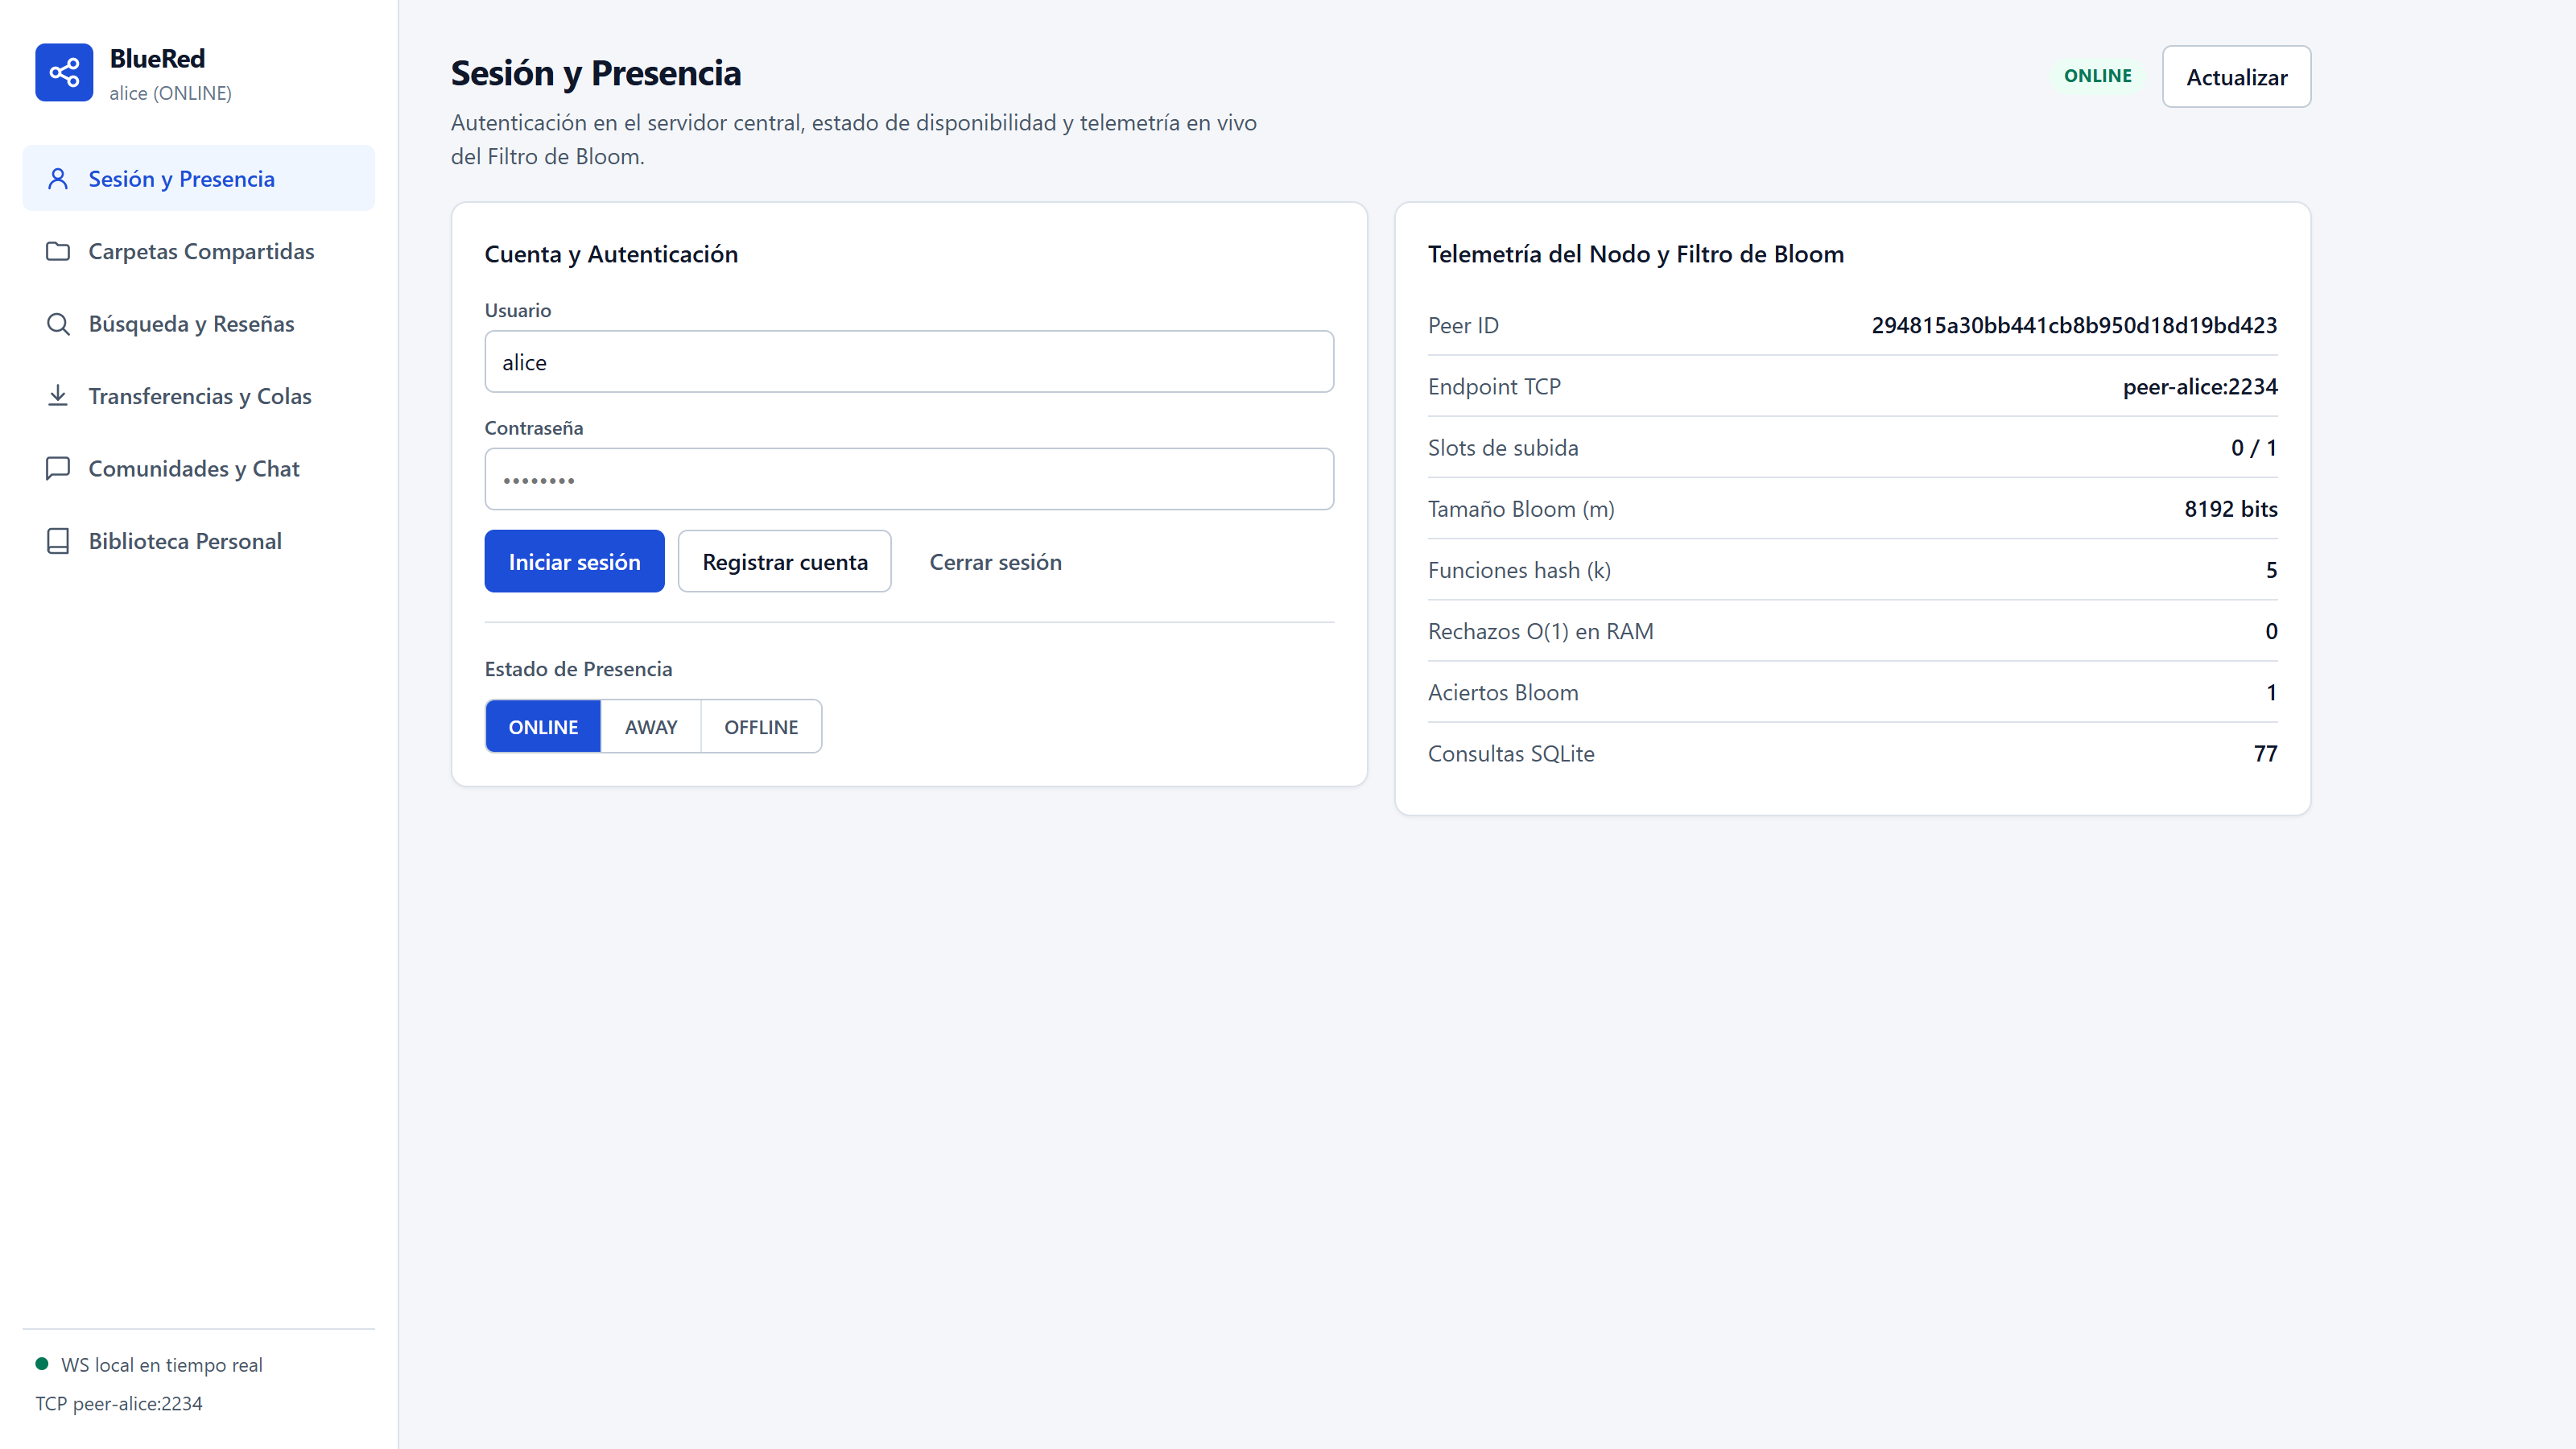 BlueRed
alice (ONLINE)
Sesión y Presencia
Carpetas Compartidas
Búsqueda y Reseñas
Transferencias y Colas
Comunidades y Chat
Biblioteca Personal
WS local en tiempo real
TCP peer-alice:2234
Sesión y Presencia
Autenticación en el servidor central, estado de disponibilidad y telemetría en vivo
del Filtro de Bloom.
ONLINE
Actualizar
Cuenta y Autenticación
Usuario
alice
Contraseña
••••••••
Iniciar sesión Registrar cuenta Cerrar sesión
Estado de Presencia
ONLINE AWAY OFFLINE
Telemetría del Nodo y Filtro de Bloom
Peer ID 294815a30bb441cb8b950d18d19bd423
Endpoint TCP peer-alice:2234
Slots de subida 0 / 1
Tamaño Bloom (m) 8192 bits
Funciones hash (k) 5
Rechazos O(1) en RAM 0
Aciertos Bloom 1
Consultas SQLite 77